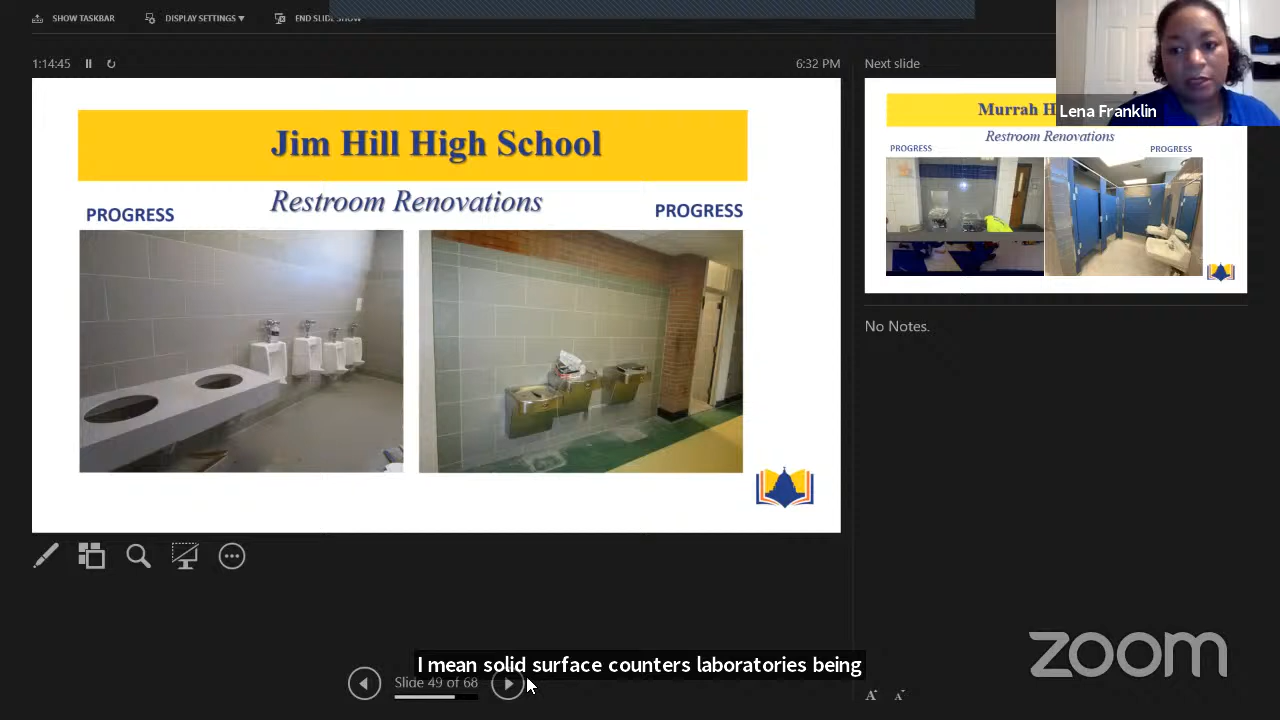 SHOW TASKBAR
DISPLAY SETTINGS ▾
END SLIDE SHOW
1:14:45
6:32 PM
Next slide
Jim Hill High School
Restroom Renovations
PROGRESS
PROGRESS
Murrah H
Restroom Renovations
PROGRESS
PROGRESS
Lena Franklin
No Notes.
I mean solid surface counters laboratories being
Slide 49 of 68
zoom
A
A